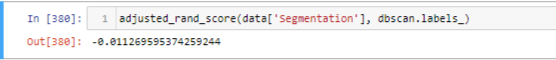 In [380]: 1 adjusted_rand_score(data['Segmentation'], dbscan.labels_)
Out[380]: -0.011269595374259244